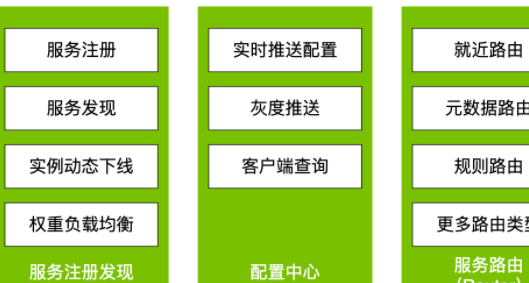 服务注册
服务发现
实例动态下线
权重负载均衡
服务注册发现
实时推送配置
灰度推送
客户端查询
配置中心
就近路由
元数据路由
规则路由
更多路由类型
服务路由
(Router)